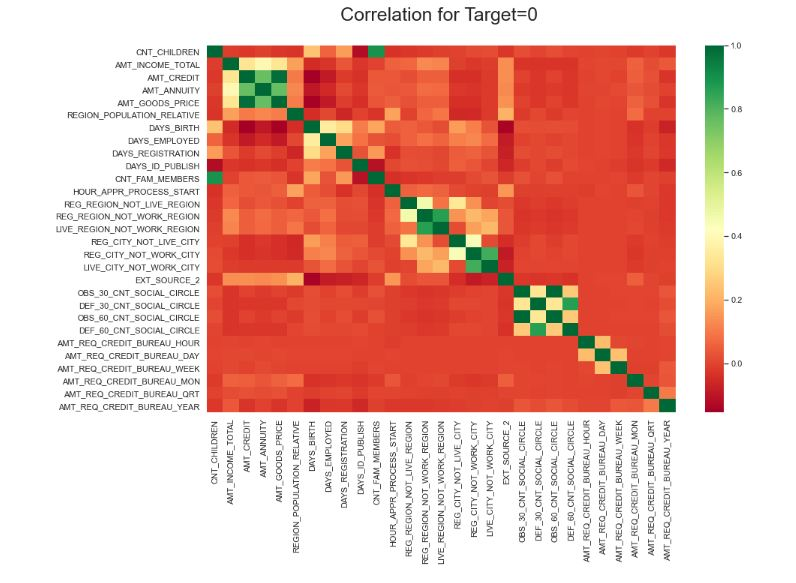 Correlation for Target=0
CNT_CHILDREN
AMT_INCOME_TOTAL
AMT_CREDIT
AMT_ANNUITY
AMT_GOODS_PRICE
REGION_POPULATION_RELATIVE
DAYS_BIRTH
DAYS_EMPLOYED
DAYS_REGISTRATION
DAYS_ID_PUBLISH
CNT_FAM_MEMBERS
HOUR_APPR_PROCESS_START
REG_REGION_NOT_LIVE_REGION
REG_REGION_NOT_WORK_REGION
LIVE_REGION_NOT_WORK_REGION
REG_CITY_NOT_LIVE_CITY
REG_CITY_NOT_WORK_CITY
LIVE_CITY_NOT_WORK_CITY
EXT_SOURCE_2
OBS_30_CNT_SOCIAL_CIRCLE
DEF_30_CNT_SOCIAL_CIRCLE
OBS_60_CNT_SOCIAL_CIRCLE
DEF_60_CNT_SOCIAL_CIRCLE
AMT_REQ_CREDIT_BUREAU_HOUR
AMT_REQ_CREDIT_BUREAU_DAY
AMT_REQ_CREDIT_BUREAU_WEEK
AMT_REQ_CREDIT_BUREAU_MON
AMT_REQ_CREDIT_BUREAU_QRT
AMT_REQ_CREDIT_BUREAU_YEAR
CNT_CHILDREN
AMT_INCOME_TOTAL
AMT_CREDIT
AMT_ANNUITY
AMT_GOODS_PRICE
REGION_POPULATION_RELATIVE
DAYS_BIRTH
DAYS_EMPLOYED
DAYS_REGISTRATION
DAYS_ID_PUBLISH
CNT_FAM_MEMBERS
HOUR_APPR_PROCESS_START
REG_REGION_NOT_LIVE_REGION
REG_REGION_NOT_WORK_REGION
LIVE_REGION_NOT_WORK_REGION
REG_CITY_NOT_LIVE_CITY
REG_CITY_NOT_WORK_CITY
LIVE_CITY_NOT_WORK_CITY
EXT_SOURCE_2
OBS_30_CNT_SOCIAL_CIRCLE
DEF_30_CNT_SOCIAL_CIRCLE
OBS_60_CNT_SOCIAL_CIRCLE
DEF_60_CNT_SOCIAL_CIRCLE
AMT_REQ_CREDIT_BUREAU_HOUR
AMT_REQ_CREDIT_BUREAU_DAY
AMT_REQ_CREDIT_BUREAU_WEEK
AMT_REQ_CREDIT_BUREAU_MON
AMT_REQ_CREDIT_BUREAU_QRT
AMT_REQ_CREDIT_BUREAU_YEAR
1.0
0.8
0.6
0.4
0.2
0.0